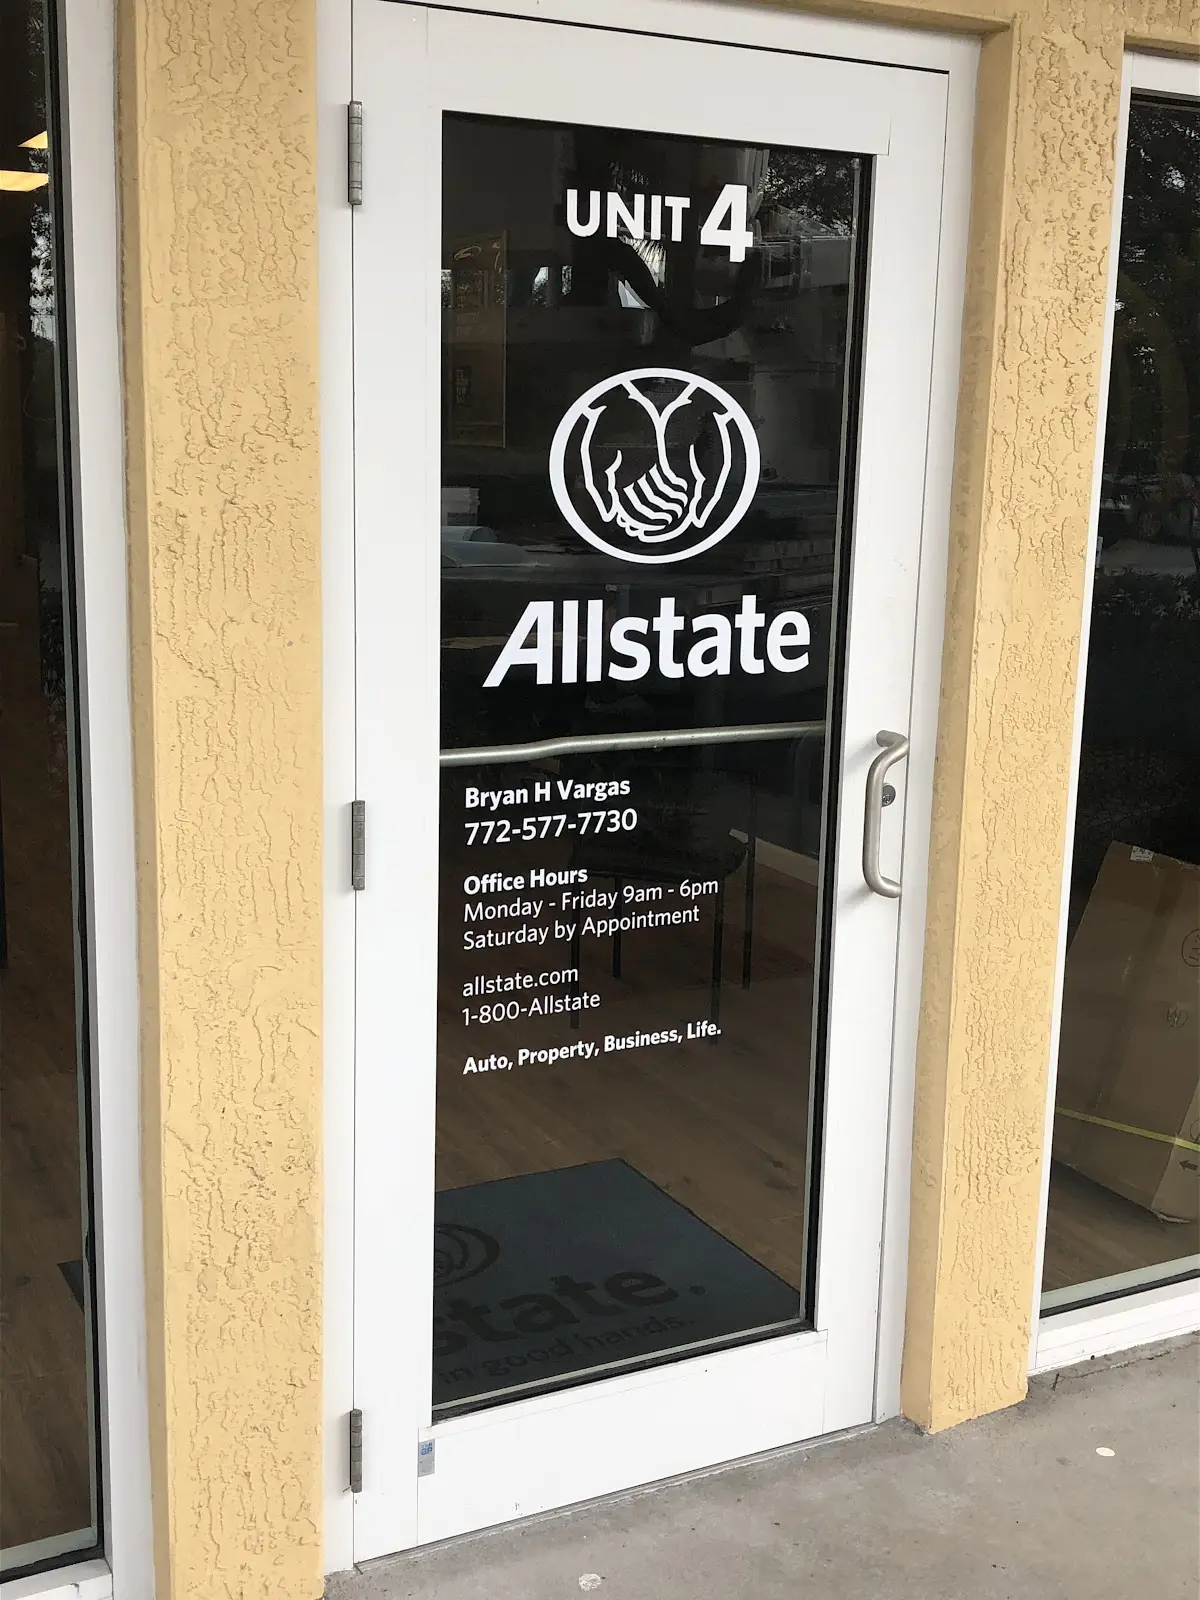 UNIT 4
Allstate
Bryan H Vargas
772-577-7730
Office Hours
Monday - Friday 9am - 6pm
Saturday by Appointment
allstate.com
1-800-Allstate
Auto, Property, Business, Life.
state.
in good hands.